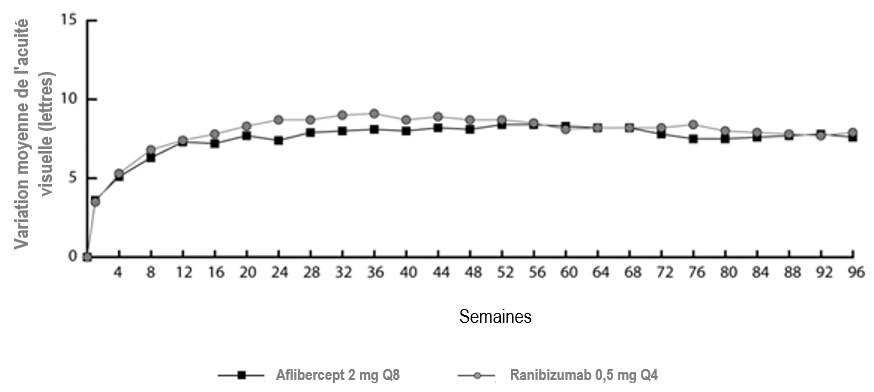 Variation moyenne de l'acuité
visuelle (lettres)
15
10
5
0
4 8 12 16 20 24 28 32 36 40 44 48 52 56 60 64 68 72 76 80 84 88 92 96
Semaines
Aflibercept 2 mg Q8 Ranibizumab 0,5 mg Q4